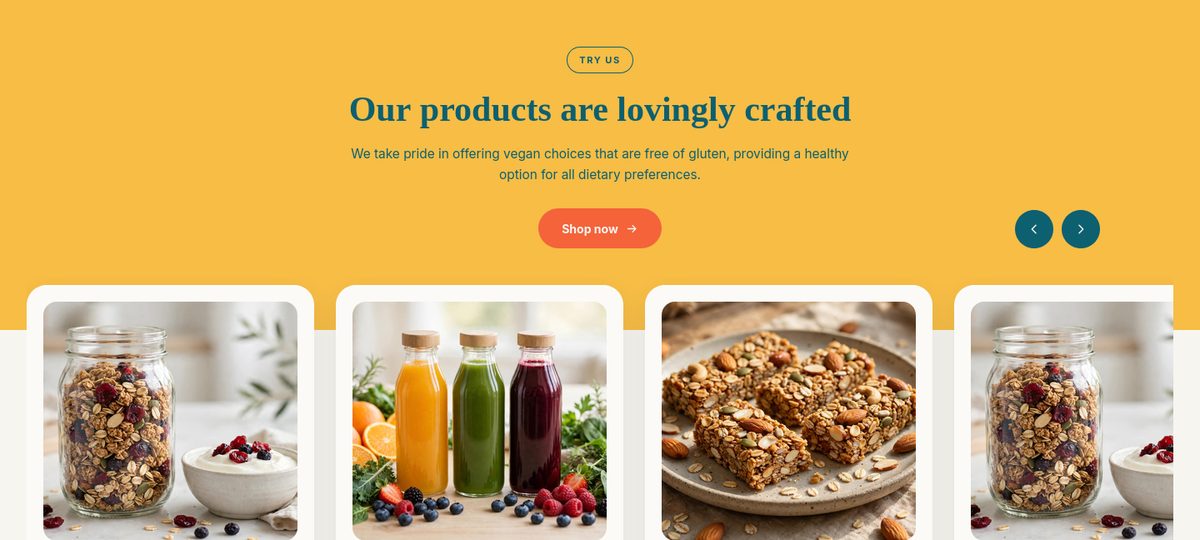 TRY US
Our products are lovingly crafted
We take pride in offering vegan choices that are free of gluten, providing a healthy
option for all dietary preferences.
Shop now